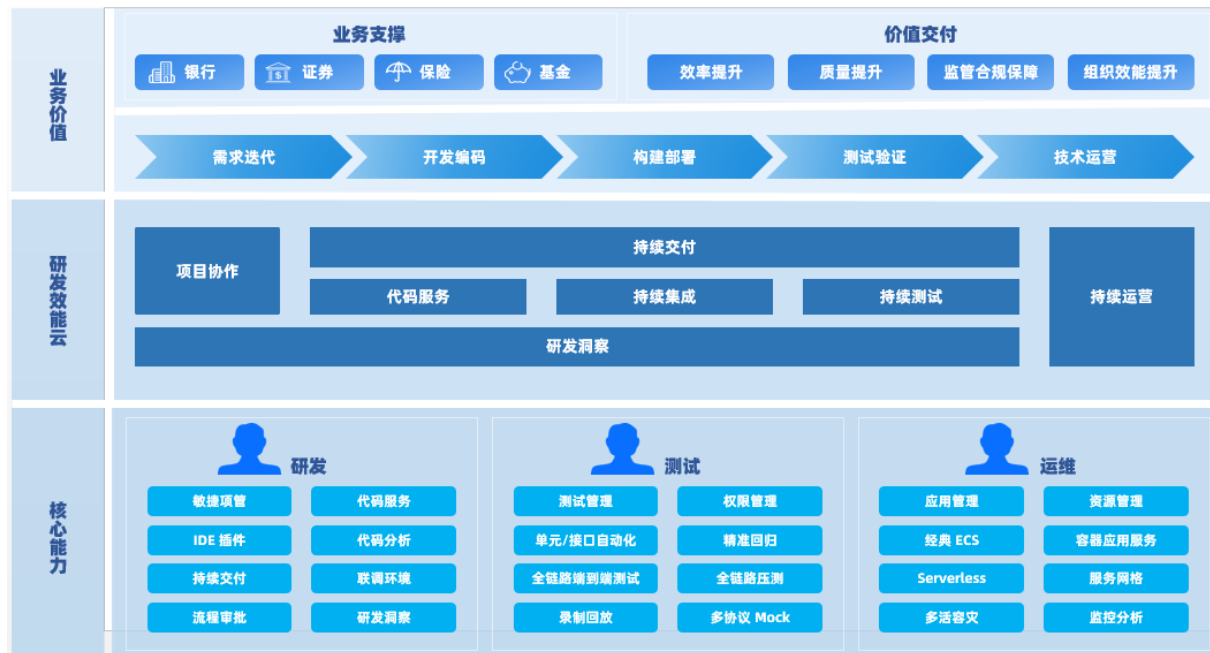 业务价值
业务支撑
银行
证券
保险
基金
价值交付
效率提升
质量提升
监管合规保障
组织效能提升
需求迭代
开发编码
构建部署
测试验证
技术运营
研发效能云
项目协作
持续交付
代码服务
持续集成
持续测试
研发洞察
持续运营
核心能力
研发
敏捷项管
代码服务
IDE 插件
代码分析
持续交付
联调环境
流程审批
研发洞察
测试
测试管理
权限管理
单元/接口自动化
精准回归
全链路端到端测试
全链路压测
录制回放
多协议 Mock
运维
应用管理
资源管理
经典 ECS
容器应用服务
Serverless
服务网格
多活容灾
监控分析